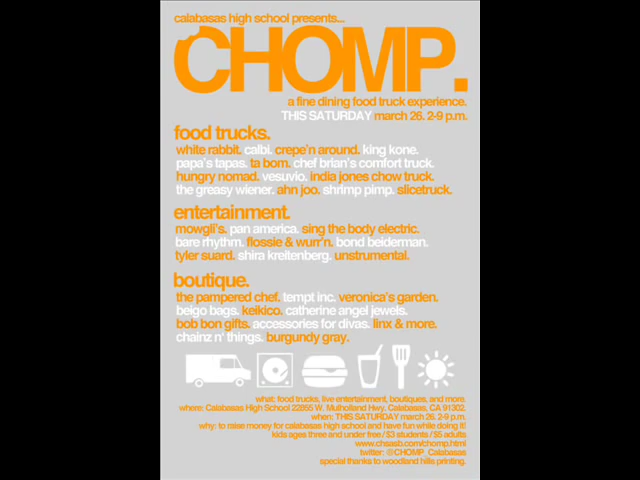 calabasas high school presents...
CHOMP.
a fine dining food truck experience.
THIS SATURDAY march 26. 2-9 p.m.
food trucks.
white rabbit. calbi. crepe'n around. king kone.
papa's tapas. ta bom. chef brian's comfort truck.
hungry nomad. vesuvio. india jones chow truck.
the greasy wiener. ahn joo. shrimp pimp. slicetruck.
entertainment.
mowgli's. pan america. sing the body electric.
bare rhythm. flossie & wurr'n. bond beiderman.
tyler suard. shira kreitenberg. unstrumental.
boutique.
the pampered chef. tempt inc. veronica's garden.
beigo bags. keikico. catherine angel jewels.
bob bon gifts. accessories for divas. linx & more.
chainz n' things. burgundy gray.
what: food trucks, live entertainment, boutiques, and more.
where: Calabasas High School 22855 W. Mulholland Hwy. Calabasas, CA 91302.
when: THIS SATURDAY march 26. 2-9 p.m.
why: to raise money for calabasas high school and have fun while doing it!
kids ages three and under free / $3 students / $5 adults
www.chsasb.com/chomp.html
twitter: @CHOMP_Calabasas
special thanks to woodland hills printing.